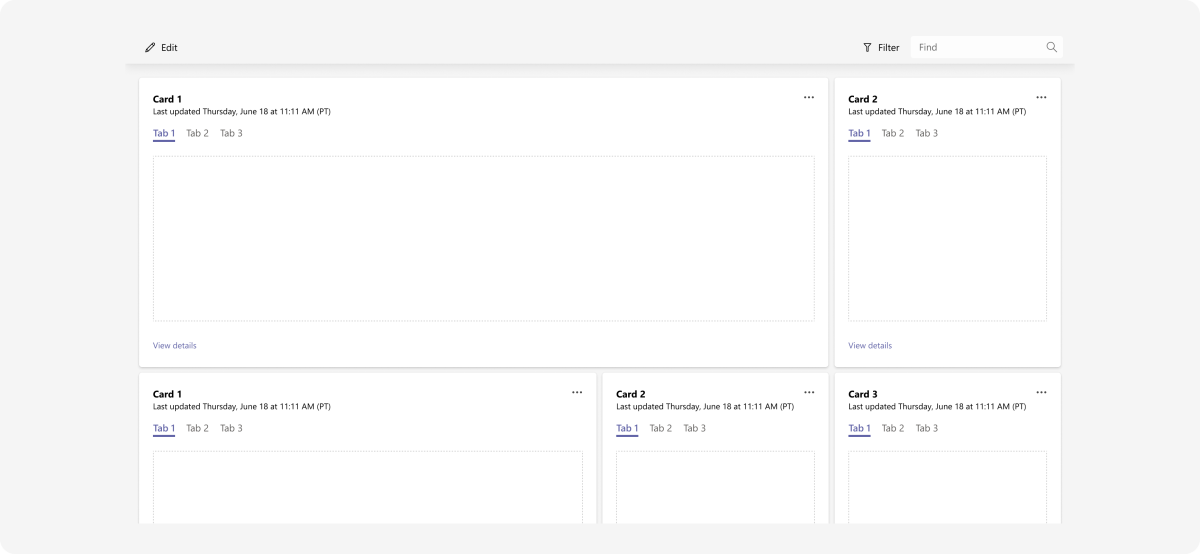 Edit
Filter
Find
Card 1
Last updated Thursday, June 18 at 11:11 AM (PT)
Tab 1 Tab 2 Tab 3
View details
Card 2
Last updated Thursday, June 18 at 11:11 AM (PT)
Tab 1 Tab 2 Tab 3
View details
Card 1
Last updated Thursday, June 18 at 11:11 AM (PT)
Tab 1 Tab 2 Tab 3
Card 2
Last updated Thursday, June 18 at 11:11 AM (PT)
Tab 1 Tab 2 Tab 3
Card 3
Last updated Thursday, June 18 at 11:11 AM (PT)
Tab 1 Tab 2 Tab 3